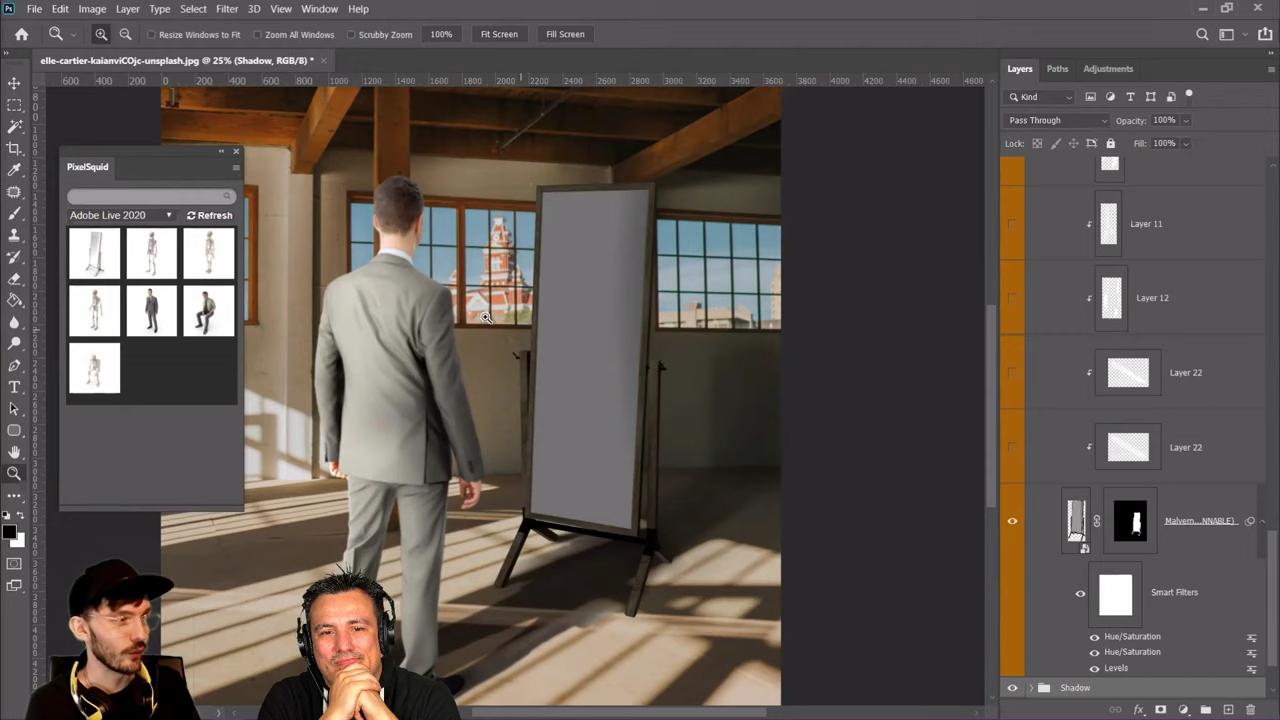 Ps File Edit Image Layer Type Select Filter 3D View Window Help
Resize Windows to Fit Zoom All Windows Scrubby Zoom 100% Fit Screen Fill Screen
elle-cartier-kaianviCOjc-unsplash.jpg @ 25% (Shadow, RGB/8) *
600 400 200 0 200 400 600 800 1000 1200 1400 1600 1800 2000 2200 2400 2600 2800 3000 3200 3400 3600 3800 4000 4200 4400 4600 4800
Layers Paths Adjustments
Kind
Pass Through Opacity: 100%
Lock: Fill: 100%
PixelSquid
Adobe Live 2020 Refresh
Layer 11
Layer 12
Layer 22
Layer 22
Malvern...NNABLE)
Smart Filters
Hue/Saturation
Hue/Saturation
Levels
Shadow
fx